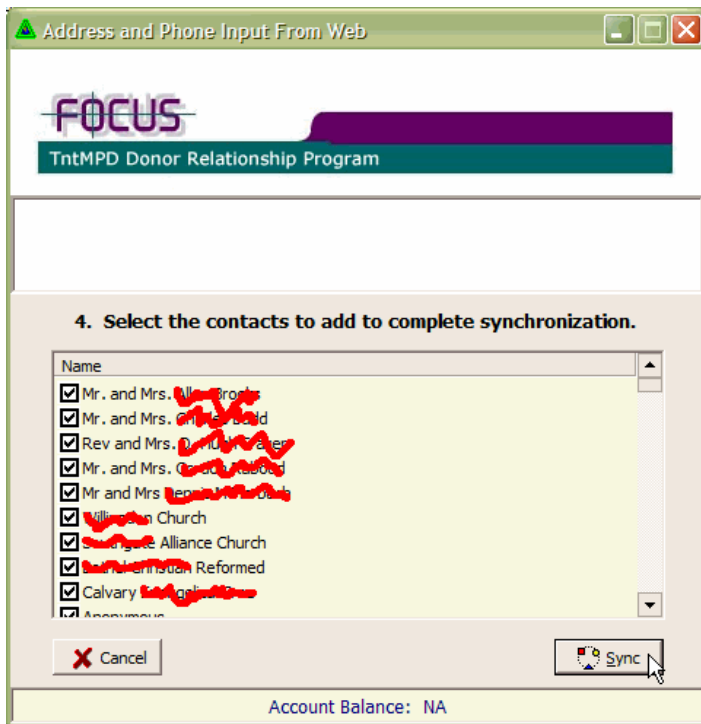 Address and Phone Input From Web
FOCUS
TntMPD Donor Relationship Program
4. Select the contacts to add to complete synchronization.
Name
Mr. and Mrs.
Mr. and Mrs.
Rev and Mrs.
Mr. and Mrs.
Mr and Mrs
Church
Alliance Church
Reformed
Calvary
Anonymous
Cancel
Sync
Account Balance: NA